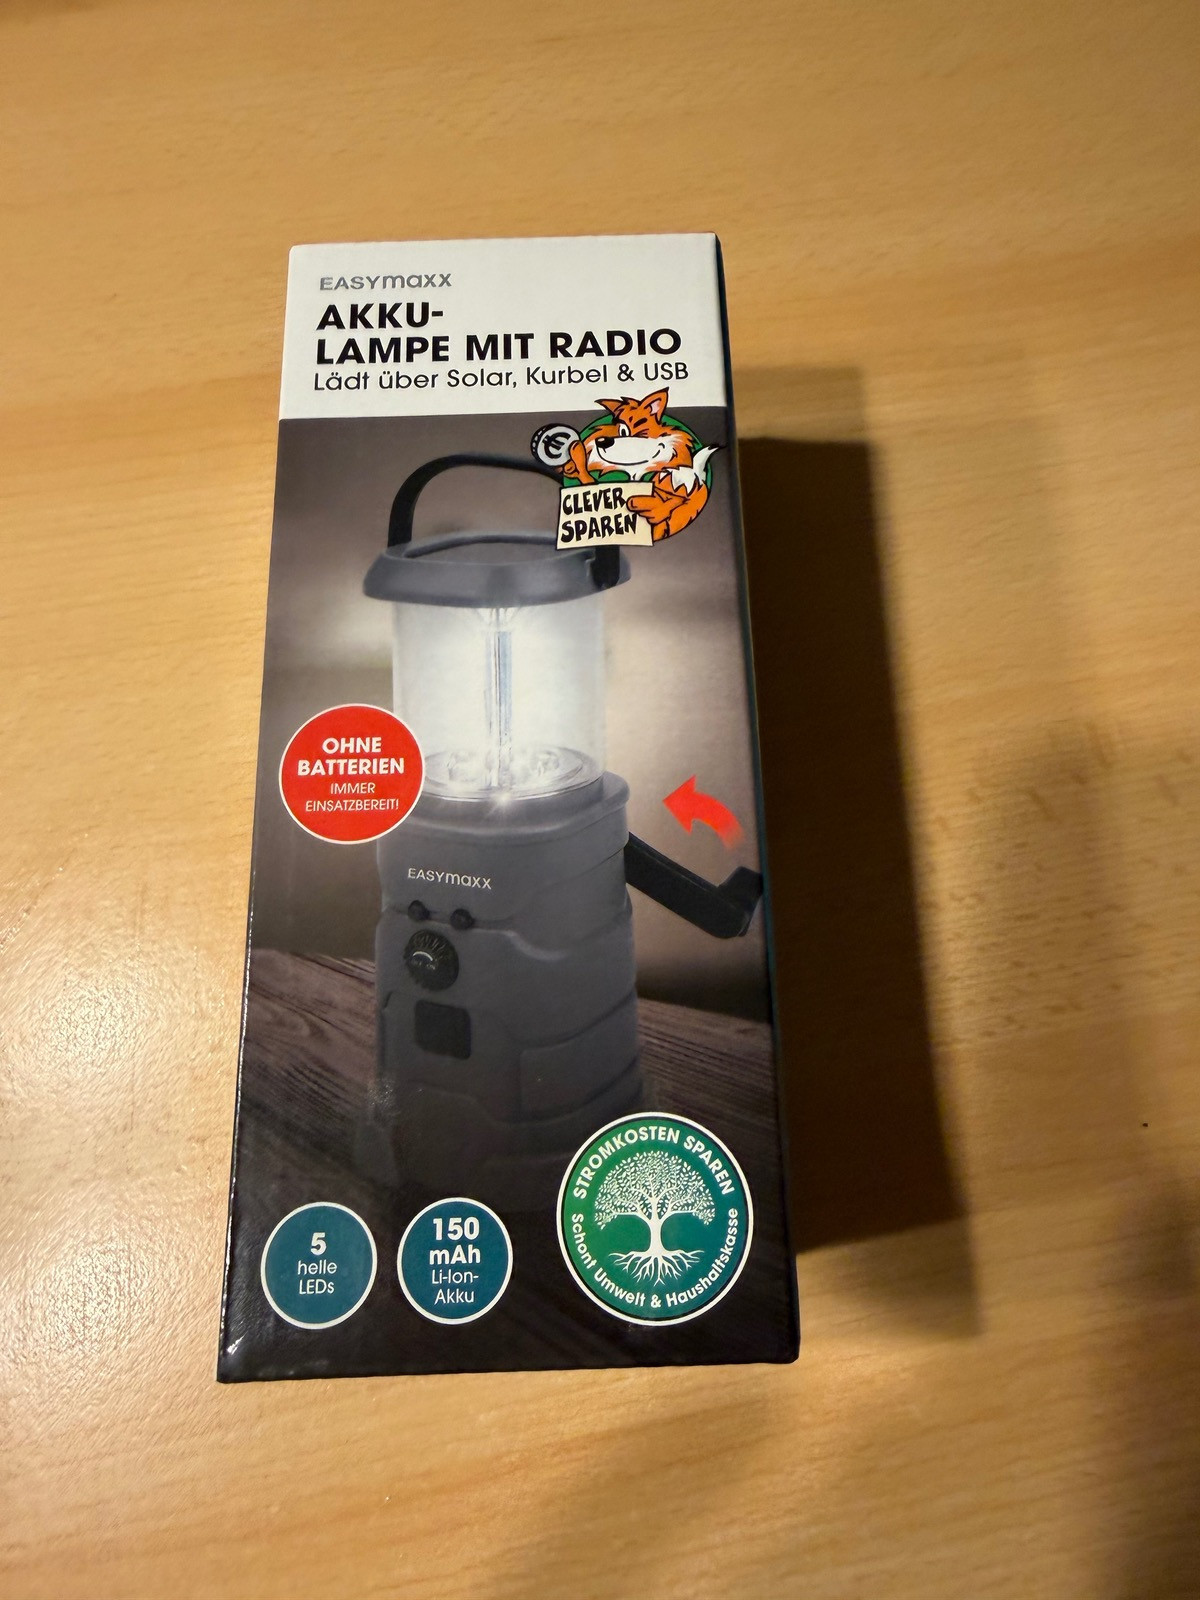 EASYmaxx
AKKU-
LAMPE MIT RADIO
Lädt über Solar, Kurbel & USB
€
CLEVER
SPAREN
OHNE
BATTERIEN
IMMER
EINSATZBEREIT!
EASYmaxx
5
helle
LEDs
150
mAh
Li-Ion-
Akku
STROMKOSTEN SPAREN
Schont Umwelt & Haushaltskasse